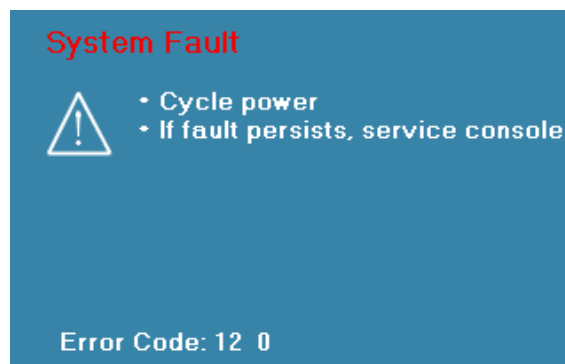 System Fault
• Cycle power
• If fault persists, service console
Error Code: 12 0